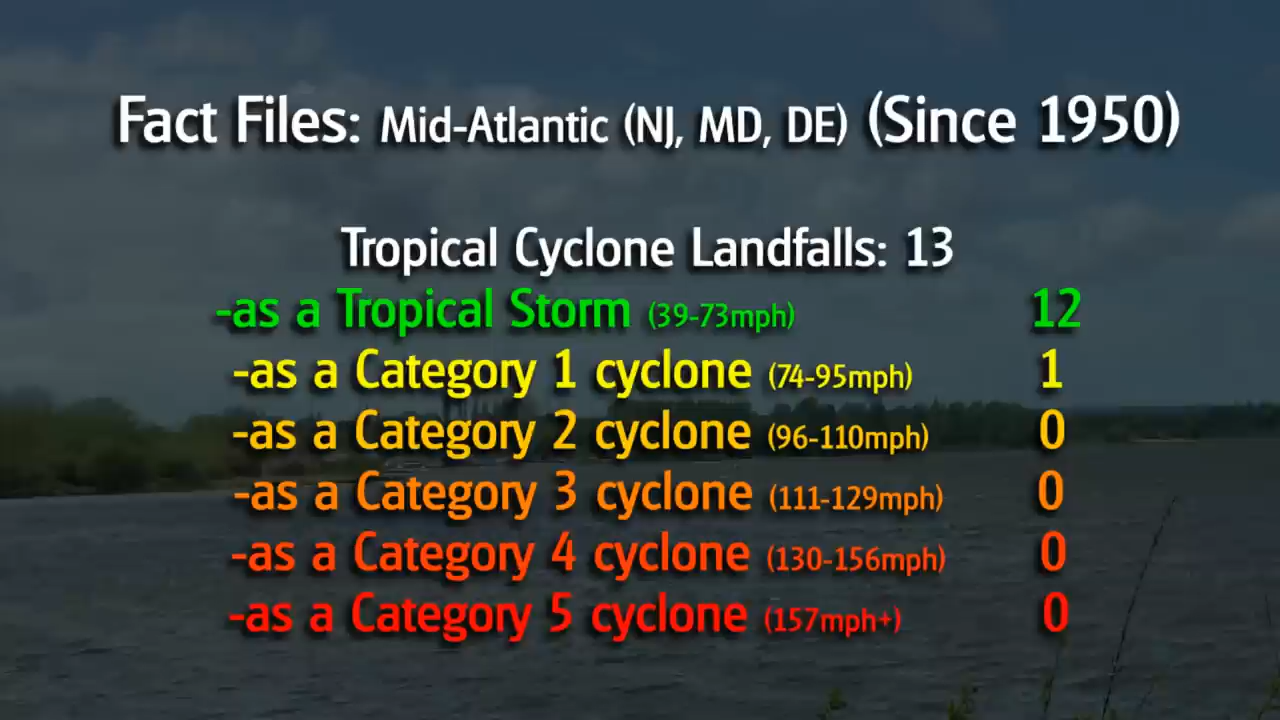 Fact Files: Mid-Atlantic (NJ, MD, DE) (Since 1950)
Tropical Cyclone Landfalls: 13
-as a Tropical Storm (39-73mph) 12
-as a Category 1 cyclone (74-95mph) 1
-as a Category 2 cyclone (96-110mph) 0
-as a Category 3 cyclone (111-129mph) 0
-as a Category 4 cyclone (130-156mph) 0
-as a Category 5 cyclone (157mph+) 0